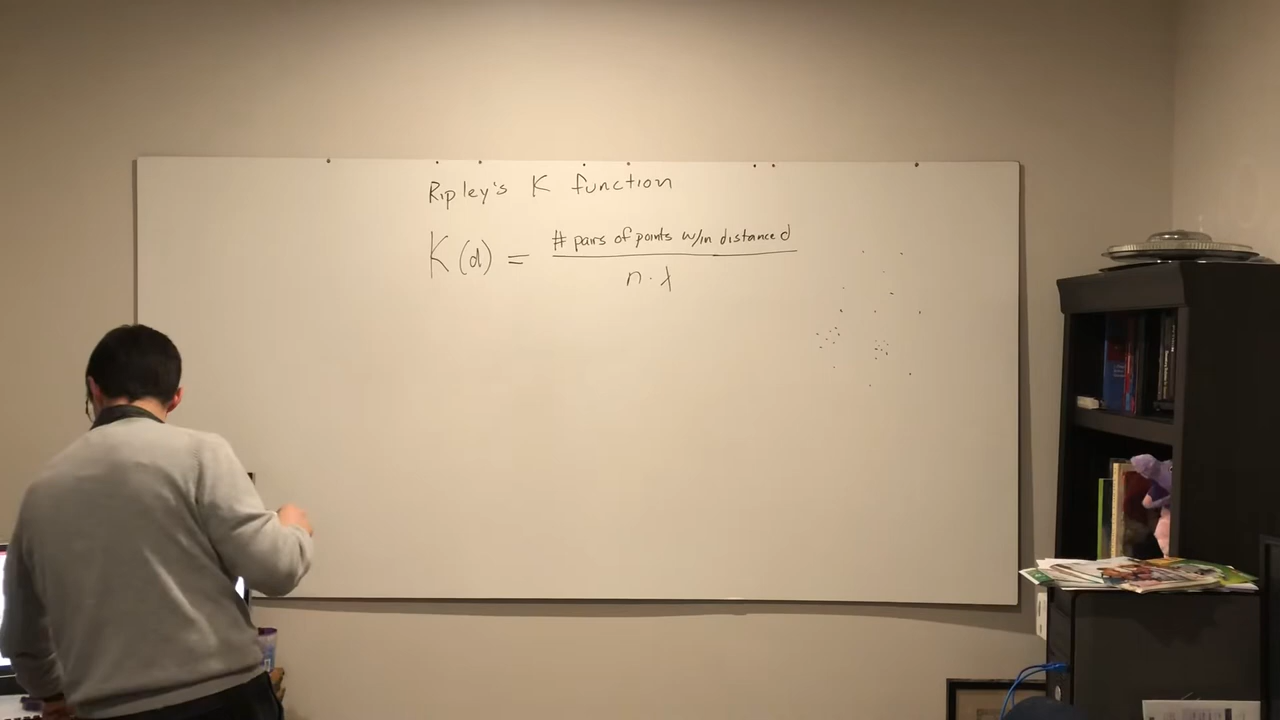 Ripley's K function
K(d) = # pairs of points w/in distance d
n · λ